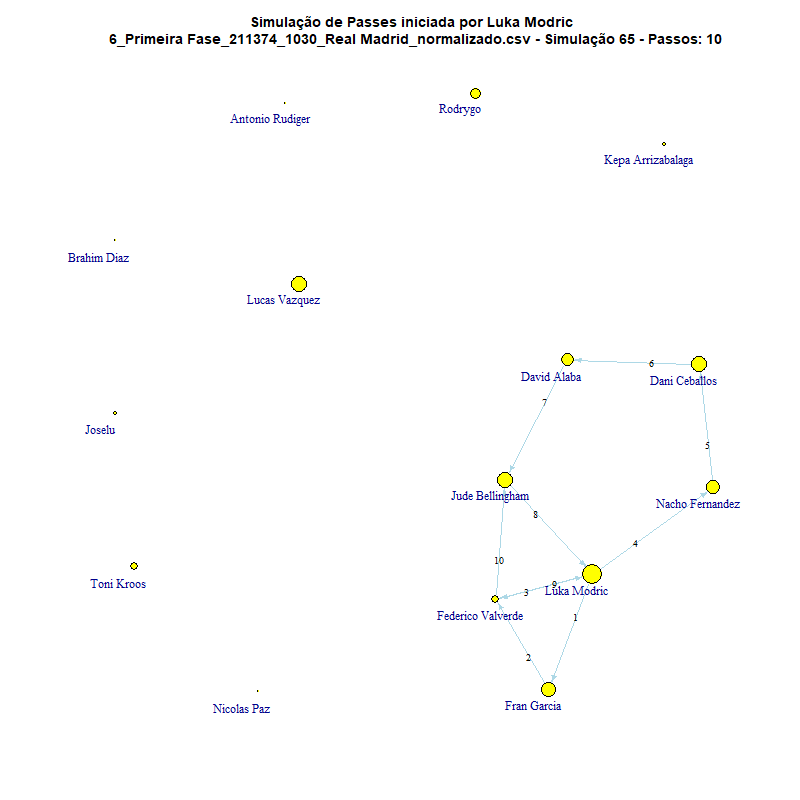 Simulação de Passes iniciada por Luka Modric
6_Primeira Fase_211374_1030_Real Madrid_normalizado.csv - Simulação 65 - Passos: 10
Rodrygo
Antonio Rudiger
Kepa Arrizabalaga
Brahim Diaz
Lucas Vazquez
6
David Alaba
Dani Ceballos
7
Joselu
5
Jude Bellingham
Nacho Fernandez
8
4
10
Toni Kroos
9
3
Luka Modric
Federico Valverde
1
2
Fran Garcia
Nicolas Paz